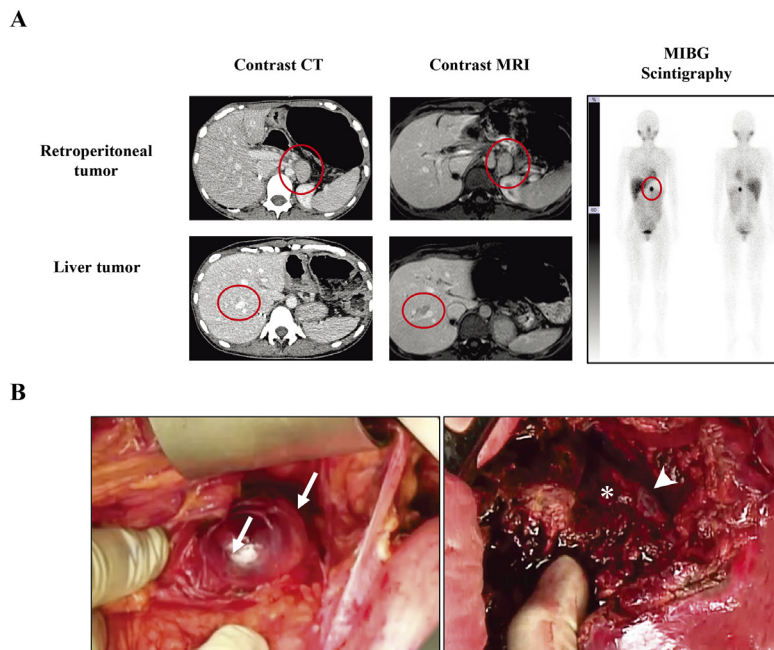 A
Contrast CT
Contrast MRI
MIBG
Scintigraphy
Retroperitoneal
tumor
Liver tumor
B
*